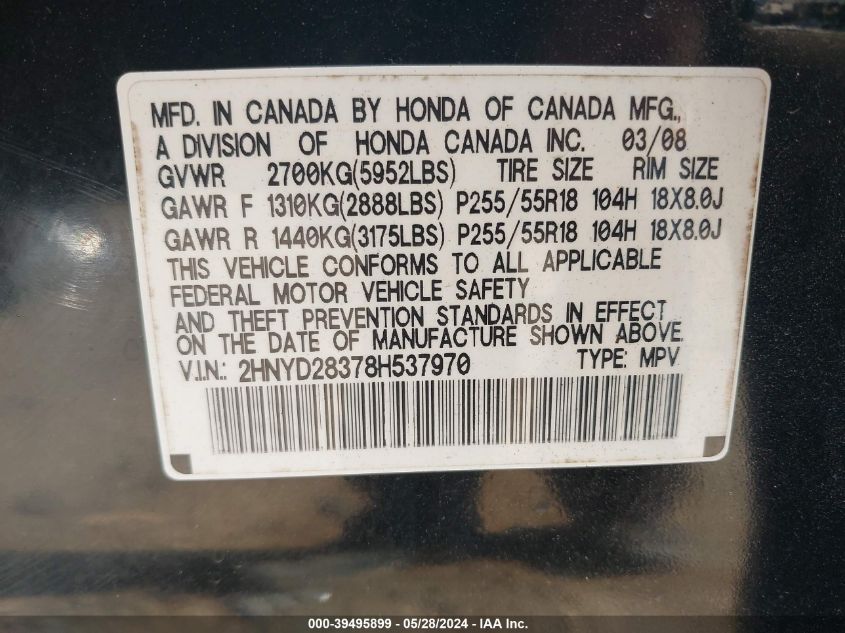 MFD. IN CANADA BY HONDA OF CANADA MFG.,
A DIVISION OF HONDA CANADA INC. 03/08
GVWR 2700KG(5952LBS) TIRE SIZE RIM SIZE
GAWR F 1310KG(2888LBS) P255/55R18 104H 18X8.0J
GAWR R 1440KG(3175LBS) P255/55R18 104H 18X8.0J
THIS VEHICLE CONFORMS TO ALL APPLICABLE
FEDERAL MOTOR VEHICLE SAFETY
AND THEFT PREVENTION STANDARDS IN EFFECT
ON THE DATE OF MANUFACTURE SHOWN ABOVE.
V.I.N.: 2HNYD28378H537970 TYPE: MPV
000-39495899 - 05/28/2024 - IAA Inc.